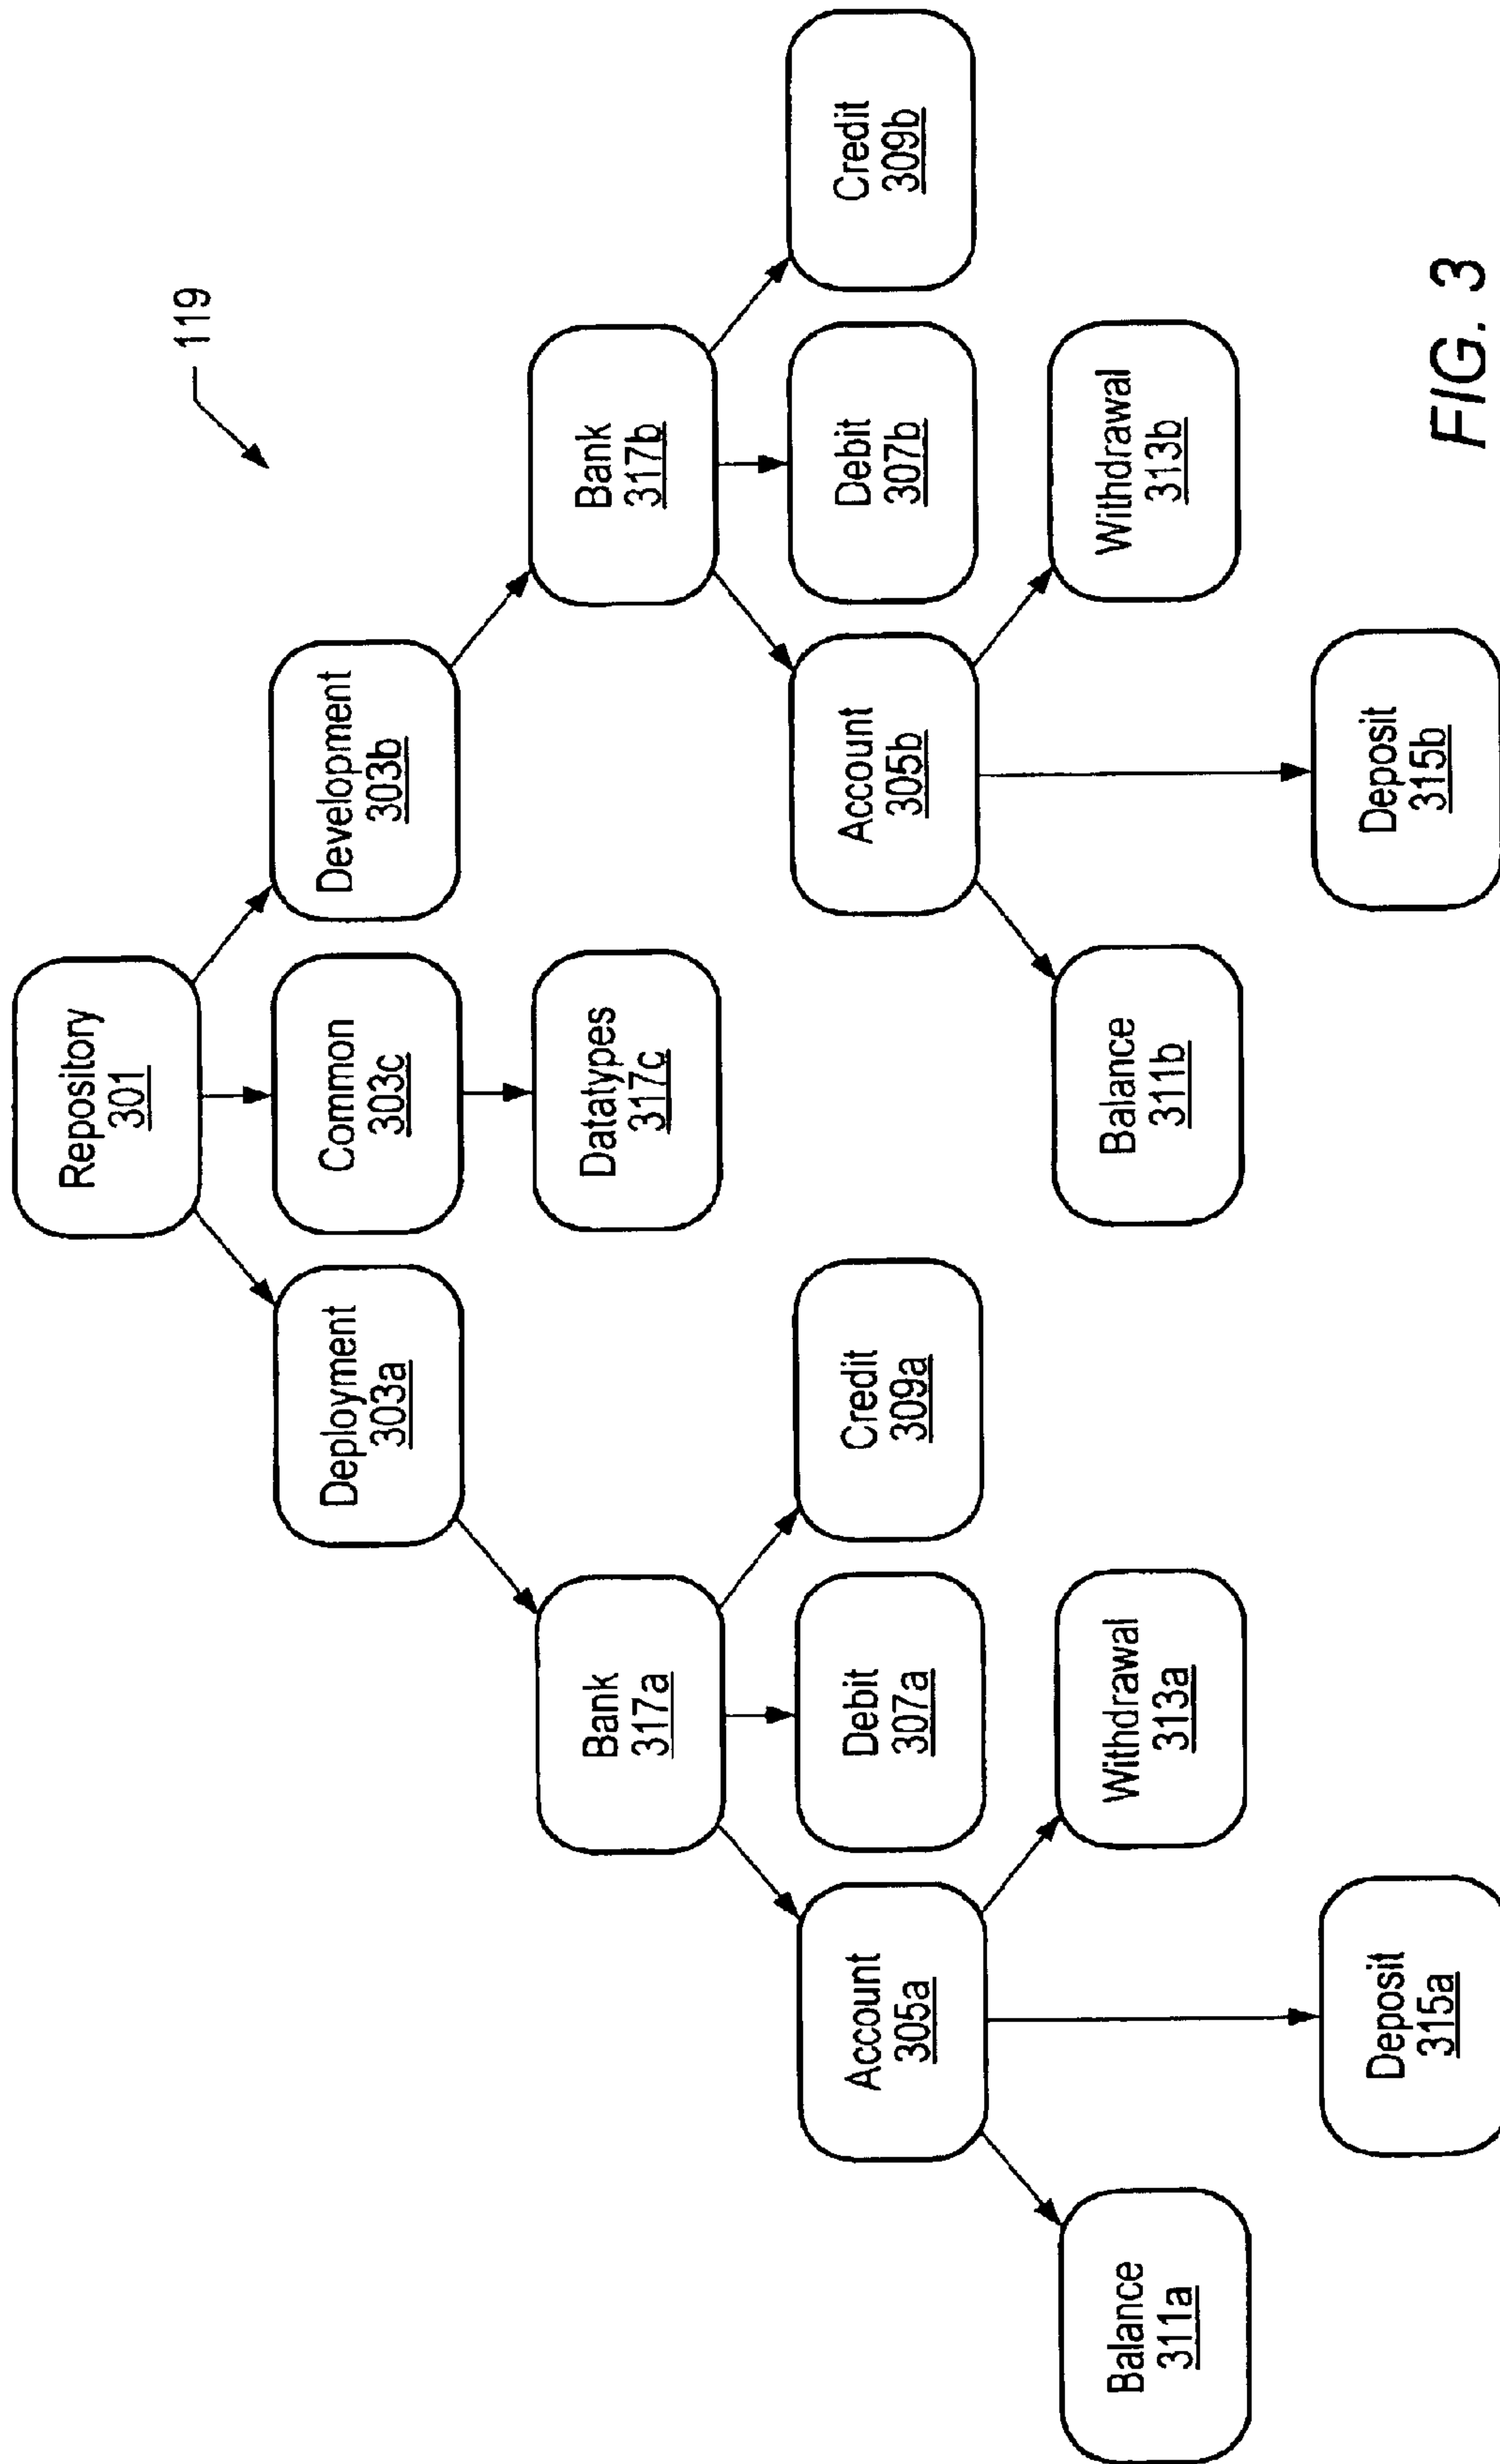 119
Repository
301
Deployment
303a
Common
303c
Development
303b
Bank
317a
Datatypes
317c
Bank
317b
Account
305a
Debit
307a
Credit
309a
Account
305b
Debit
307b
Credit
309b
Balance
311a
Withdrawal
313a
Balance
311b
Withdrawal
313b
Deposit
315a
Deposit
315b
FIG. 3